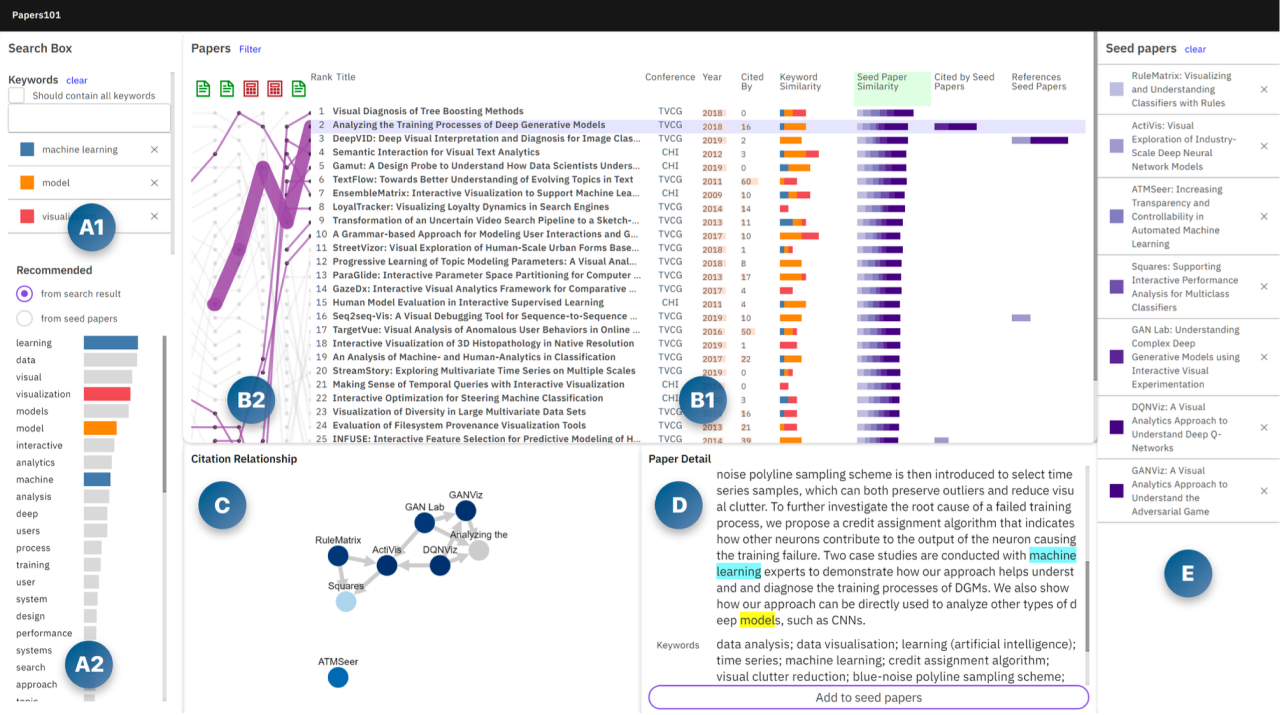 Papers101
Search Box
Keywords clear
Should contain all keywords
machine learning ×
model ×
visualiz ×
A1
Recommended
from search result
from seed papers
learning
data
visual
visualization
models
model
interactive
analytics
machine
analysis
deep
users
process
training
user
system
design
performance
systems
search
approach
topic
A2
Papers Filter
Rank Title Conference Year Cited By Keyword Similarity Seed Paper Similarity Cited by Seed Papers References Seed Papers
1 Visual Diagnosis of Tree Boosting Methods TVCG 2018 0
2 Analyzing the Training Processes of Deep Generative Models TVCG 2018 16
3 DeepVID: Deep Visual Interpretation and Diagnosis for Image Clas... TVCG 2019 2
4 Semantic Interaction for Visual Text Analytics CHI 2012 3
5 Gamut: A Design Probe to Understand How Data Scientists Unders... CHI 2019 0
6 TextFlow: Towards Better Understanding of Evolving Topics in Text TVCG 2011 60
7 EnsembleMatrix: Interactive Visualization to Support Machine Lea... CHI 2009 10
8 LoyalTracker: Visualizing Loyalty Dynamics in Search Engines TVCG 2014 14
9 Transformation of an Uncertain Video Search Pipeline to a Sketch-... TVCG 2013 11
10 A Grammar-based Approach for Modeling User Interactions and G... TVCG 2017 10
11 StreetVizor: Visual Exploration of Human-Scale Urban Forms Base... TVCG 2018 1
12 Progressive Learning of Topic Modeling Parameters: A Visual Anal... TVCG 2018 8
13 ParaGlide: Interactive Parameter Space Partitioning for Computer ... TVCG 2013 17
14 GazeDx: Interactive Visual Analytics Framework for Comparative ... TVCG 2017 4
15 Human Model Evaluation in Interactive Supervised Learning CHI 2011 4
16 Seq2seq-Vis: A Visual Debugging Tool for Sequence-to-Sequence ... TVCG 2019 10
17 TargetVue: Visual Analysis of Anomalous User Behaviors in Online ... TVCG 2016 50
18 Interactive Visualization of 3D Histopathology in Native Resolution TVCG 2019 1
19 An Analysis of Machine- and Human-Analytics in Classification TVCG 2017 22
20 StreamStory: Exploring Multivariate Time Series on Multiple Scales TVCG 2019 0
21 Making Sense of Temporal Queries with Interactive Visualization CHI 0
22 Interactive Optimization for Steering Machine Classification CHI 3
23 Visualization of Diversity in Large Multivariate Data Sets TVCG 16
24 Evaluation of Filesystem Provenance Visualization Tools TVCG 2013 21
25 INFUSE: Interactive Feature Selection for Predictive Modeling of H... TVCG 2014 39
B2
B1
Citation Relationship
C
GANViz
GAN Lab
Analyzing the
RuleMatrix
ActiVis
DQNViz
Squares
ATMSeer
Paper Detail
D
noise polyline sampling scheme is then introduced to select time
series samples, which can both preserve outliers and reduce visu
al clutter. To further investigate the root cause of a failed training
process, we propose a credit assignment algorithm that indicates
how other neurons contribute to the output of the neuron causing
the training failure. Two case studies are conducted with machine
learning experts to demonstrate how our approach helps underst
and and diagnose the training processes of DGMs. We also show
how our approach can be directly used to analyze other types of d
eep models, such as CNNs.
Keywords data analysis; data visualisation; learning (artificial intelligence);
time series; machine learning; credit assignment algorithm;
visual clutter reduction; blue-noise polyline sampling scheme;
Add to seed papers
Seed papers clear
RuleMatrix: Visualizing
and Understanding ×
Classifiers with Rules
ActiVis: Visual
Exploration of Industry-
Scale Deep Neural ×
Network Models
ATMSeer: Increasing
Transparency and
Controllability in ×
Automated Machine
Learning
Squares: Supporting
Interactive Performance ×
Analysis for Multiclass
Classifiers
GAN Lab: Understanding
Complex Deep
Generative Models using ×
Interactive Visual
Experimentation
DQNViz: A Visual
Analytics Approach to ×
Understand Deep Q-
Networks
GANViz: A Visual
Analytics Approach to ×
Understand the
Adversarial Game
E